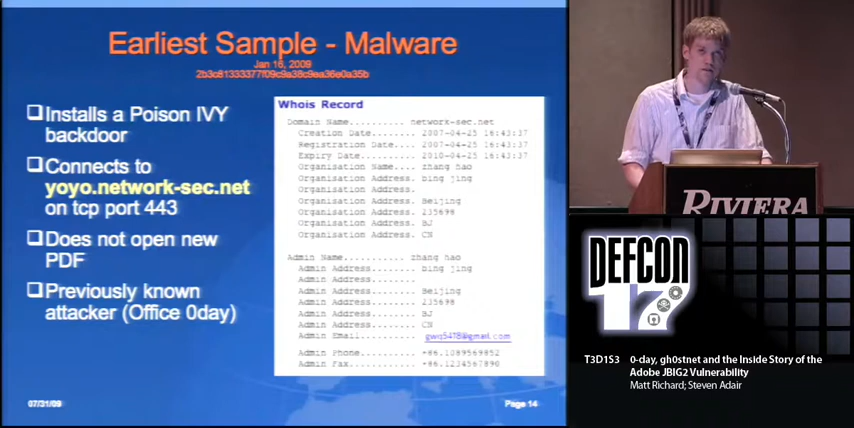 Earliest Sample - Malware
Jan 16, 2009
Installs a Poison IVY
backdoor
Connects to
yoyo.network-sec.net
on tcp port 443
Does not open new
PDF
Previously known
attacker (Office 0day)
Whois Record
Domain Name.......... network-sec.net
Creation Date........ 2007-04-25 16:43:37
Registration Date.... 2007-04-25 16:43:37
Expiry Date.......... 2010-04-25 16:43:37
Organisation Name.... zhang hao
Organisation Address. bing jing
Organisation Address.
Organisation Address. Beijing
Organisation Address. 235698
Organisation Address. BJ
Organisation Address. CN
Admin Name........... zhang hao
Admin Address........ bing jing
Admin Address........
Admin Address........ Beijing
Admin Address........ 235698
Admin Address........ BJ
Admin Address........ CN
Admin Email..........
Admin Phone.......... +86.1089569852
Admin Fax............ +86.1234567890
07/31/09
Page 14
RIVIERA
DEFCON
17
T3D1S3 0-day, gh0stnet and the Inside Story of the
Adobe JBIG2 Vulnerability
Matt Richard; Steven Adair